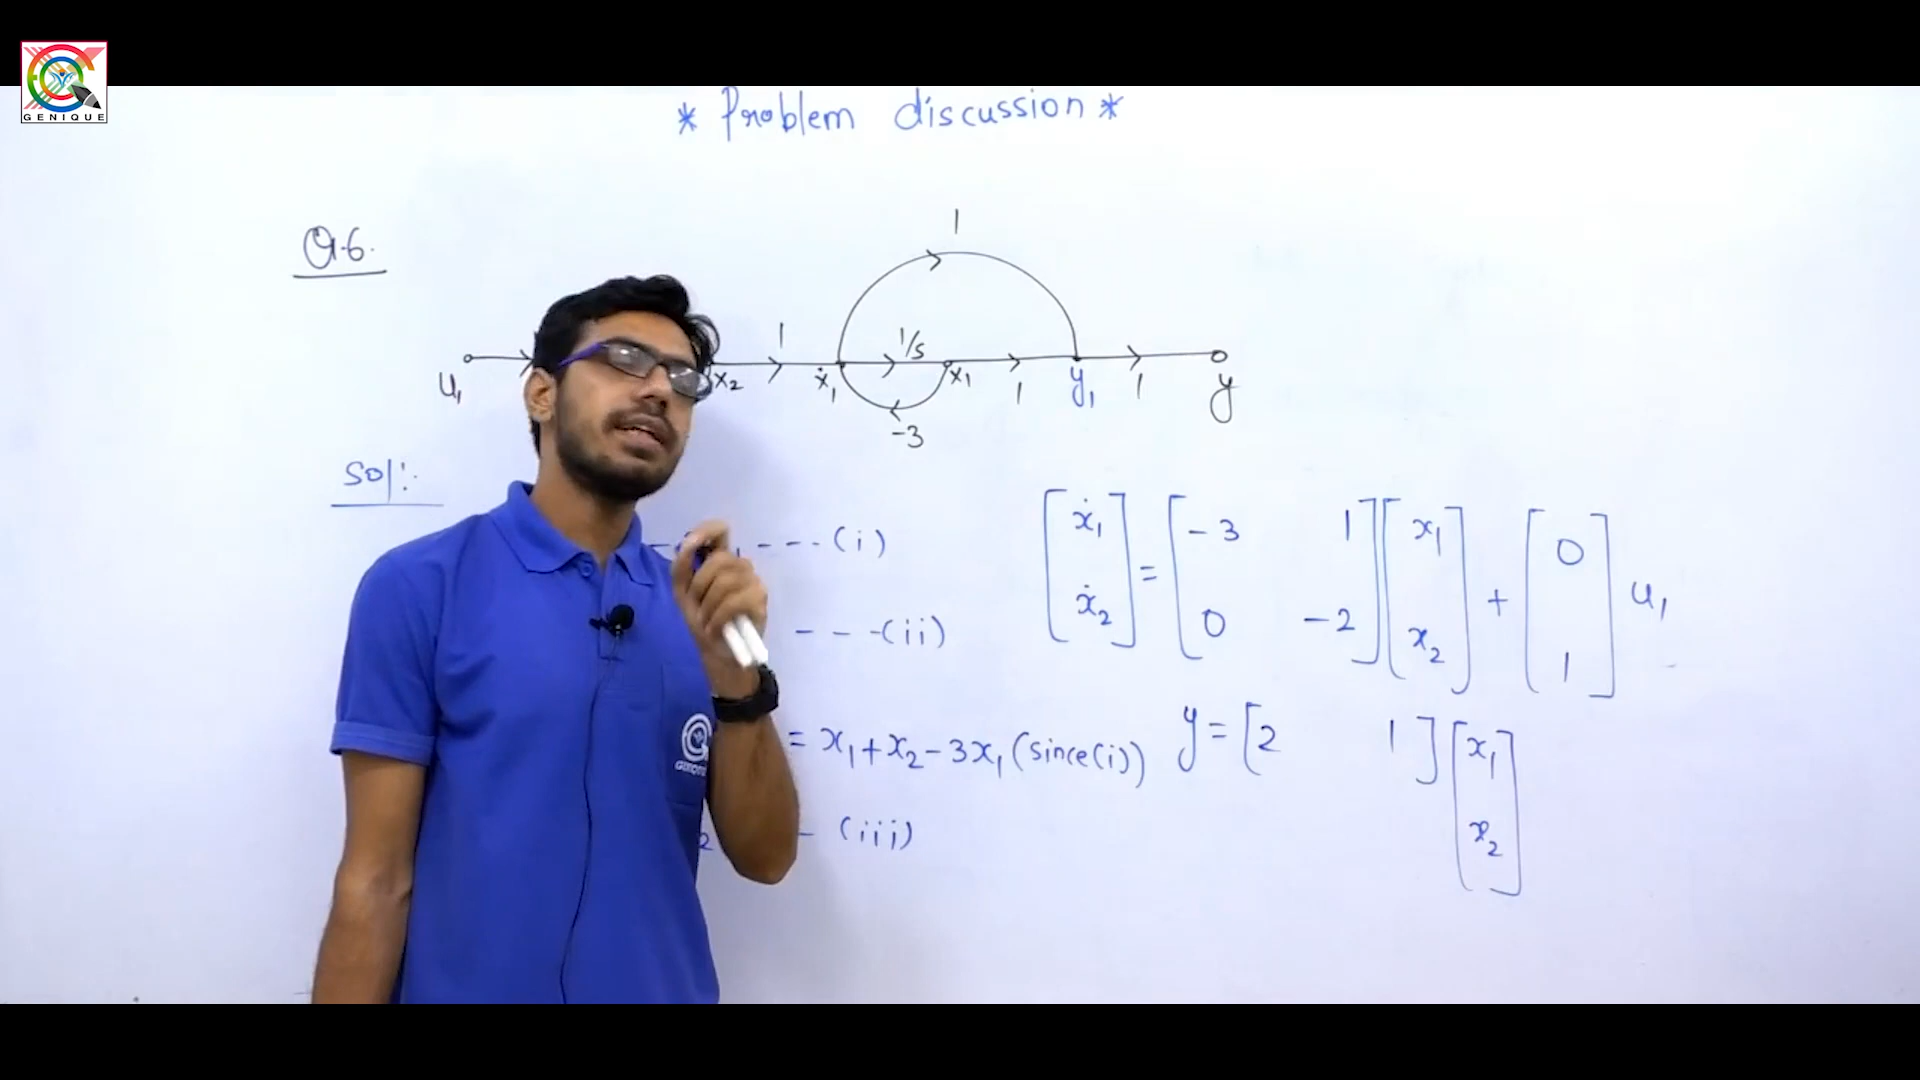 GENIQUE
* Problem discussion *
Q.6.
1
1
1/s
u₁
x₂
ẋ₁
x₁
1
y₁
1
y
-3
Sol:
--- (i)
[ẋ₁ ẋ₂] = [-3 1 0 -2] [x₁ x₂] + [0 1] u₁
---(ii)
= x₁+x₂-3x₁ (since(i))
y = [2 1] [x₁ x₂]
₂ - (iii)